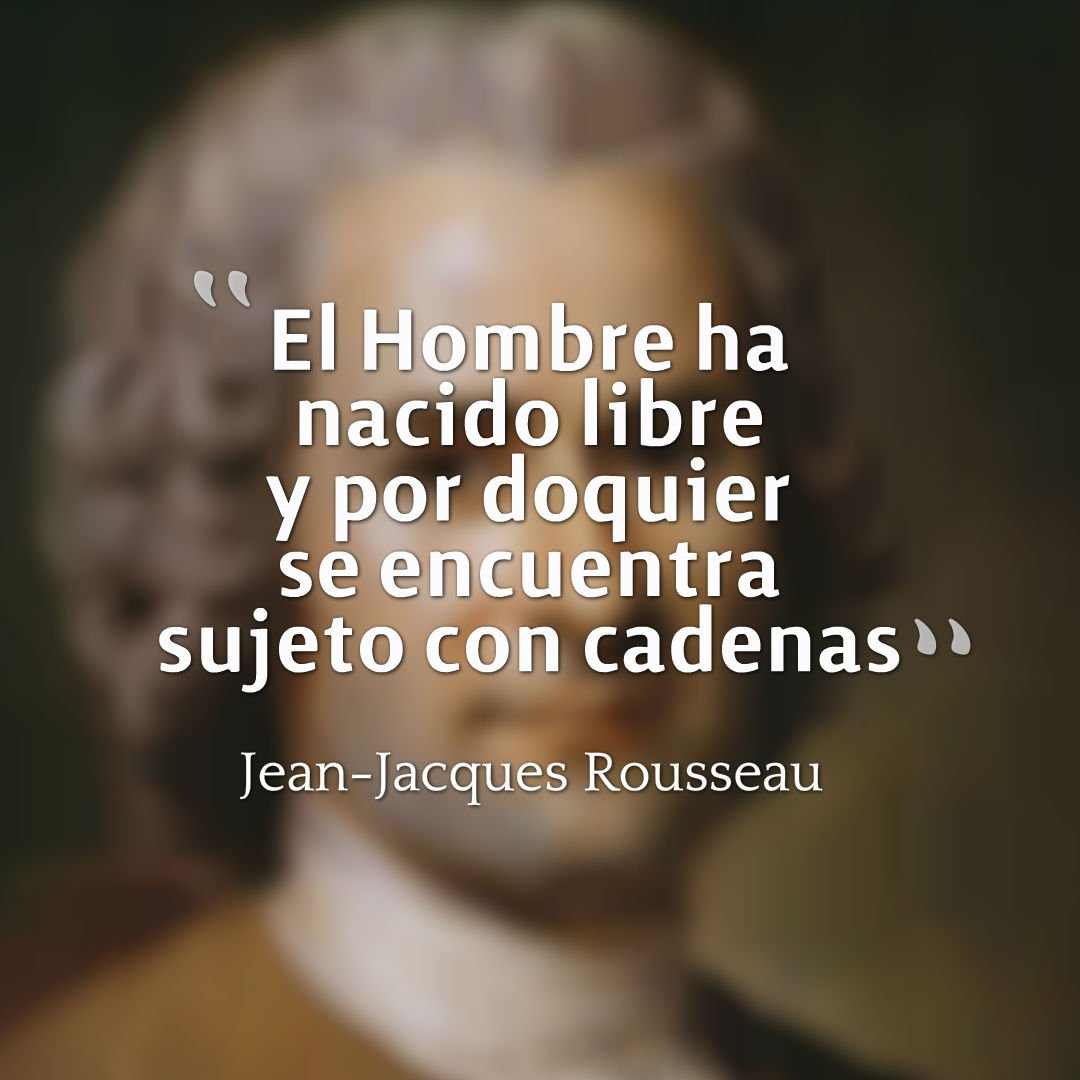 “El Hombre ha
nacido libre
y por doquier
se encuentra
sujeto con cadenas”
Jean-Jacques Rousseau